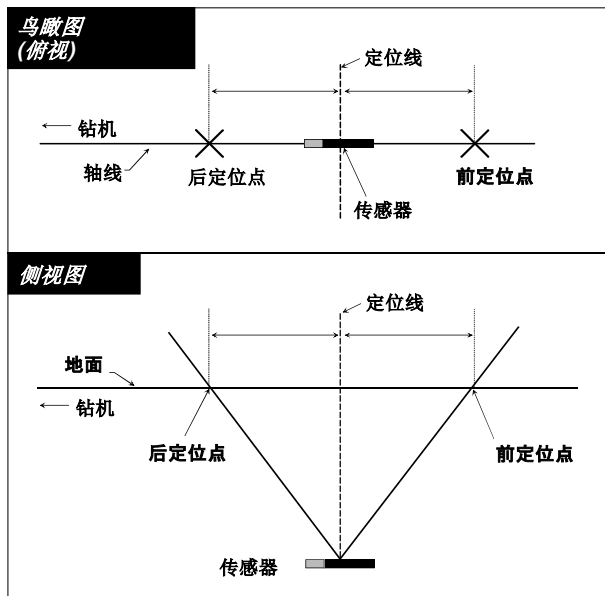 鸟瞰图
(俯视)
定位线
钻机
轴线
后定位点
传感器
前定位点
侧视图
定位线
地面
钻机
后定位点
前定位点
传感器